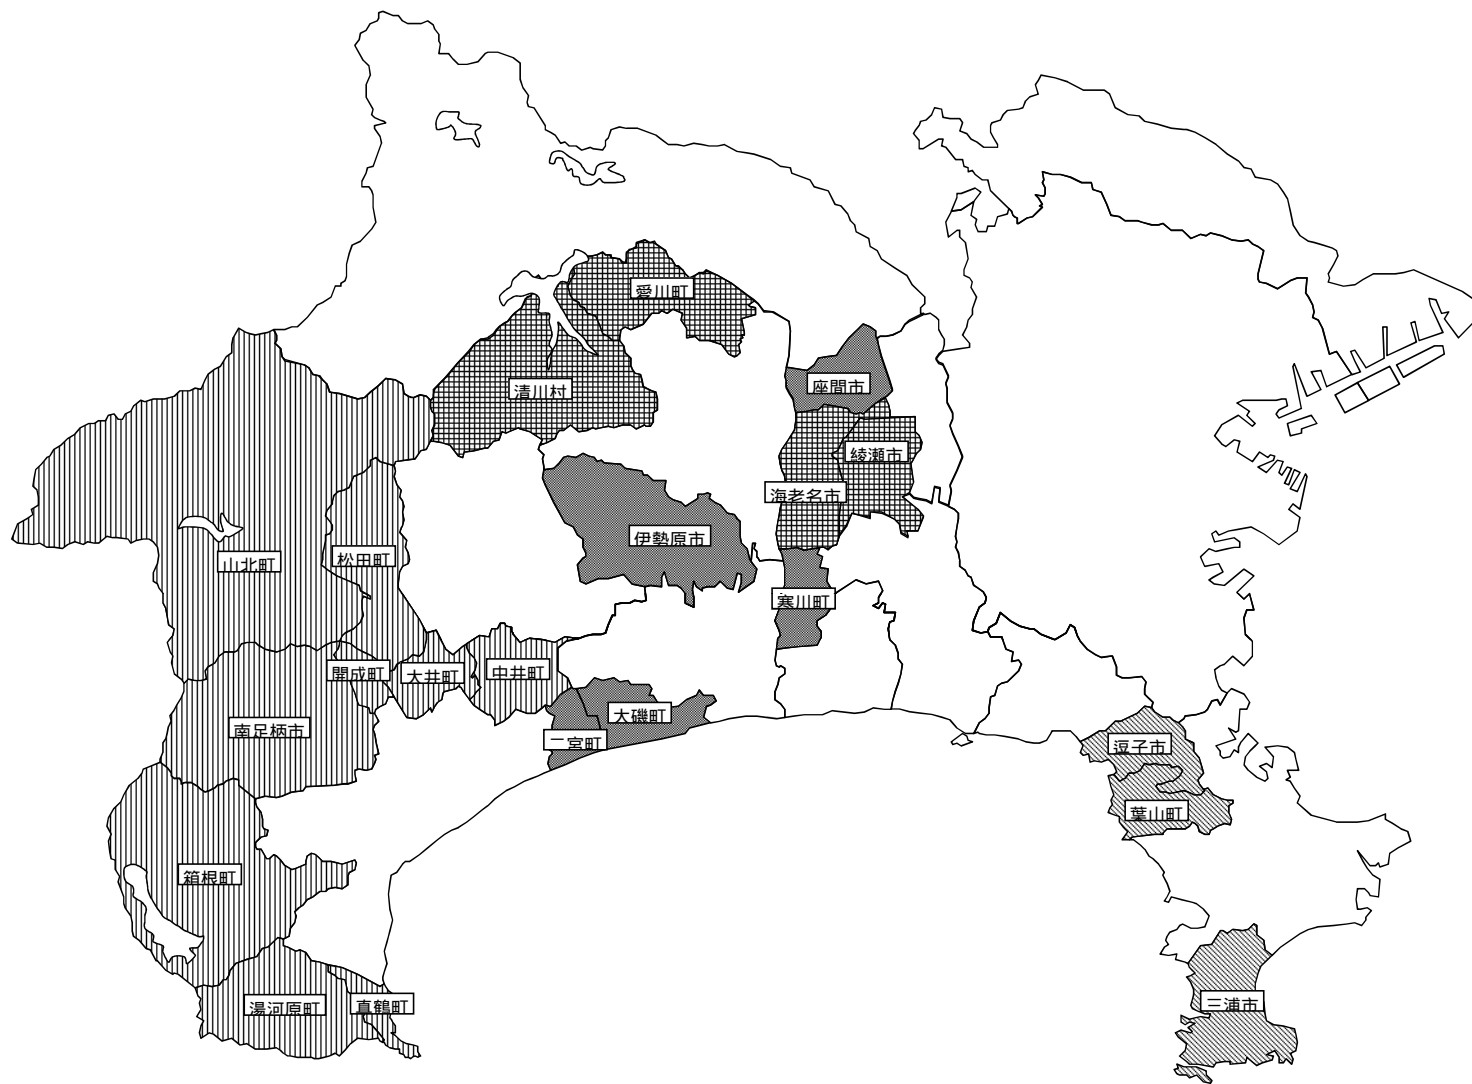 愛川町
清川村
座間市
綾瀬市
海老名市
伊勢原市
山北町
松田町
寒川町
開成町
大井町
中井町
南足柄市
大磯町
二宮町
逗子市
葉山町
箱根町
湯河原町
真鶴町
三浦市